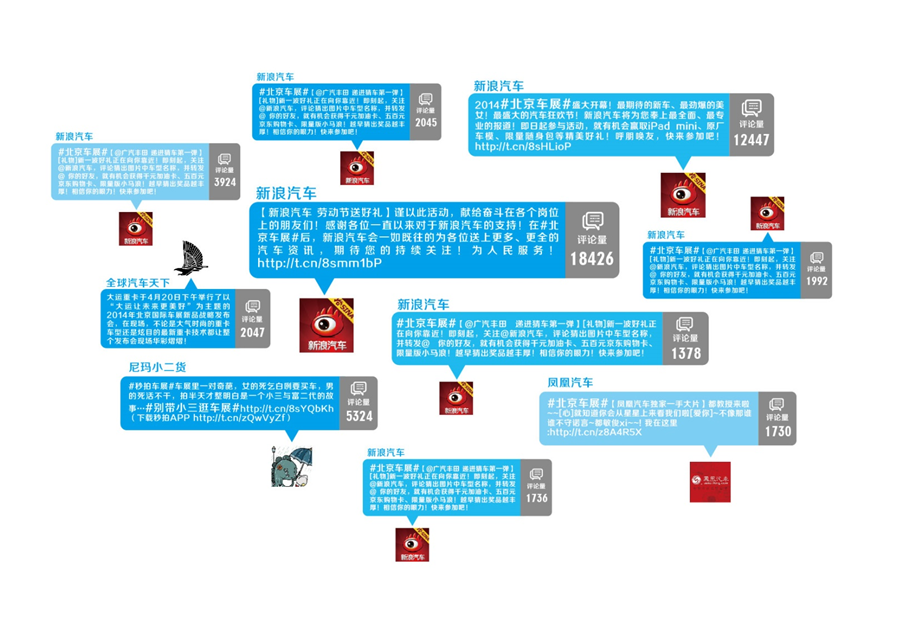 新浪汽车
#北京车展#【@广汽丰田 递进猜车第一弹】
[礼物]新一波好礼正在向你靠近！即刻起，关注
@新浪汽车，评论猜出图片中车型名称，并转发
@ 你的好友，就有机会获得千元加油卡、五百元
京东购物卡、限量版小马浪！越早猜出奖品越丰
厚！相信你的眼力！快来参加吧！
评论量
2045
新浪汽车
新浪汽车
2014#北京车展#盛大开幕！最期待的新车、最劲爆的美
女！最盛大的汽车狂欢节！新浪汽车将为您奉上最全面、最专
业的报道！即日起参与活动，就有机会赢取iPad mini、原厂
车模、限量随身包等精美好礼！呼朋唤友，快来参加吧！
http://t.cn/8sHLioP
评论量
12447
新浪汽车
新浪汽车
#北京车展#【@广汽丰田 递进猜车第一弹】
[礼物]新一波好礼正在向你靠近！即刻起，关注
@新浪汽车，评论猜出图片中车型名称，并转发
@ 你的好友，就有机会获得千元加油卡、五百元
京东购物卡、限量版小马浪！越早猜出奖品越丰
厚！相信你的眼力！快来参加吧！
评论量
3924
新浪汽车
新浪汽车
【新浪汽车 劳动节送好礼】谨以此活动，献给奋斗在各个岗位
上的朋友们！感谢各位一直以来对于新浪汽车的支持！在#北
京车展#后，新浪汽车会一如既往的为各位送上更多、更全的
汽车资讯，期待您的持续关注！为人民服务！
http://t.cn/8smm1bP
评论量
18426
新浪汽车
新浪汽车
新浪汽车
#北京车展#【@广汽丰田 递进猜车第一弹】
[礼物]新一波好礼正在向你靠近！即刻起，关注
@新浪汽车，评论猜出图片中车型名称，并转发
@ 你的好友，就有机会获得千元加油卡、五百元
京东购物卡、限量版小马浪！越早猜出奖品越丰
厚！相信你的眼力！快来参加吧！
评论量
1992
全球汽车天下
大运重卡于4月20日下午举行了以
“大运让未来更美好”为主题的
2014年北京国际车展新品战略发布
会，在现场，不论是大气时尚的重卡
车型还是炫目的最新重卡技术都让整
个发布会现场华彩熠熠！
评论量
2047
新浪汽车
#北京车展#【@广汽丰田 递进猜车第一弹】[礼物]新一波好礼正
在向你靠近！即刻起，关注@新浪汽车，评论猜出图片中车型名称，
并转发@ 你的好友，就有机会获得千元加油卡、五百元京东购物卡、
限量版小马浪！越早猜出奖品越丰厚！相信你的眼力！快来参加吧！
评论量
1378
新浪汽车
尼玛小二货
#秒拍车展#车展里一对奇葩，女的死乞白咧要买车，男
的死活不干，拍半天才整明白是一个小三与富二代的故
事…#别带小三逛车展#http://t.cn/8sYQbKh
（下载秒拍APP http://t.cn/zQwVyZf）
评论量
5324
凤凰汽车
#北京车展#【凤凰汽车独家一手大片】都教授来啦
~~[心]就知道你会从星星上来看我们啦[爱你]~不像那谁
谁不守诺言~那敏俊xi~~！我在这里
:http://t.cn/z8A4R5X
评论量
1730
凤凰汽车
新浪汽车
#北京车展#【@广汽丰田 递进猜车第一弹】
[礼物]新一波好礼正在向你靠近！即刻起，关注
@新浪汽车，评论猜出图片中车型名称，并转发
@ 你的好友，就有机会获得千元加油卡、五百元
京东购物卡、限量版小马浪！越早猜出奖品越丰
厚！相信你的眼力！快来参加吧！
评论量
1736
新浪汽车